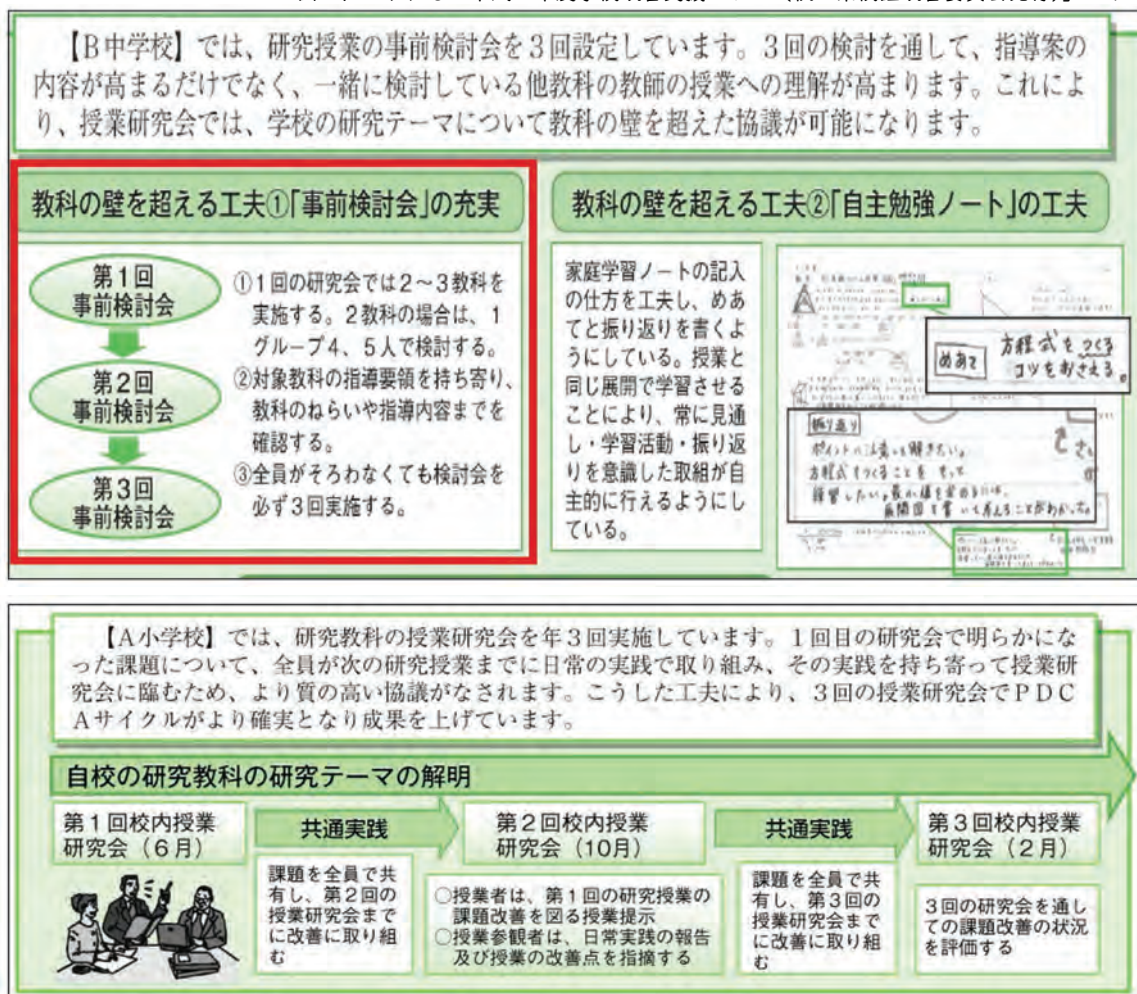 【B中学校】では、研究授業の事前検討会を3回設定しています。3回の検討を通して、指導案の
内容が高まるだけでなく、一緒に検討している他教科の教師の授業への理解が高まります。これによ
り、授業研究会では、学校の研究テーマについて教科の壁を超えた協議が可能になります。
教科の壁を超える工夫①「事前検討会」の充実
第1回
事前検討会
第2回
事前検討会
第3回
事前検討会
①1回の研究会では2~3教科を
実施する。2教科の場合は、1
グループ4、5人で検討する。
②対象教科の指導要領を持ち寄り、
教科のねらいや指導内容までを
確認する。
③全員がそろわなくても検討会を
必ず3回実施する。
教科の壁を超える工夫②「自主勉強ノート」の工夫
家庭学習ノートの記入
の仕方を工夫し、めあ
てと振り返りを書くよ
うにしている。授業と
同じ展開で学習させる
ことにより、常に見通
し・学習活動・振り返
りを意識した取組が自
主的に行えるようにし
ている。
めあて
方程式をつくる
コツをおさえる。
振り返り
方程式をつくることをもって
練習したい。
展開図を書いて考えることがわかった。
【A小学校】では、研究教科の授業研究会を年3回実施しています。1回目の研究会で明らかにな
った課題について、全員が次の研究授業までに日常の実践で取り組み、その実践を持ち寄って授業研
究会に臨むため、より質の高い協議がなされます。こうした工夫により、3回の授業研究会でPDC
Aサイクルがより確実となり成果を上げています。
自校の研究教科の研究テーマの解明
第1回校内授業
研究会(6月)
共通実践
課題を全員で共
有し、第2回の
授業研究会まで
に改善に取り組
む
第2回校内授業
研究会(10月)
○授業者は、第1回の研究授業の
課題改善を図る授業提示
○授業参観者は、日常実践の報告
及び授業の改善点を指摘する
共通実践
課題を全員で共
有し、第3回の
授業研究会まで
に改善に取り組
む
第3回校内授業
研究会(2月)
3回の研究会を通し
ての課題改善の状況
を評価する